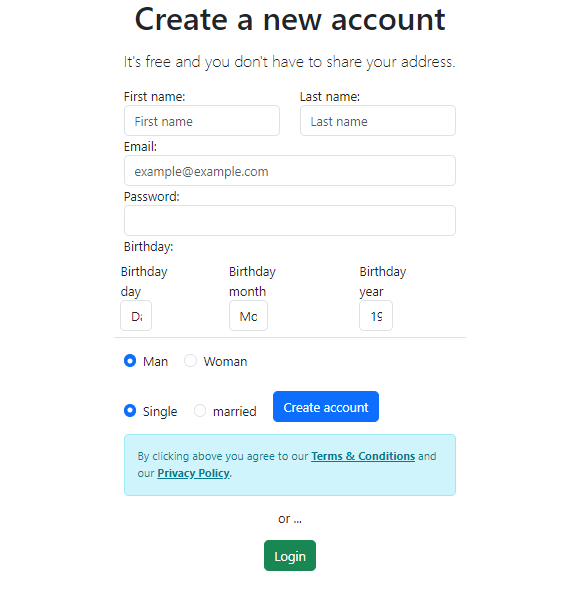 Create a new account
It's free and you don't have to share your address.
First name: Last name:
First name Last name
Email:
example@example.com
Password:
Birthday:
Birthday day Birthday month Birthday year
Da Mo 19
Man Woman
Single married Create account
By clicking above you agree to our Terms & Conditions and
our Privacy Policy.
or ...
Login